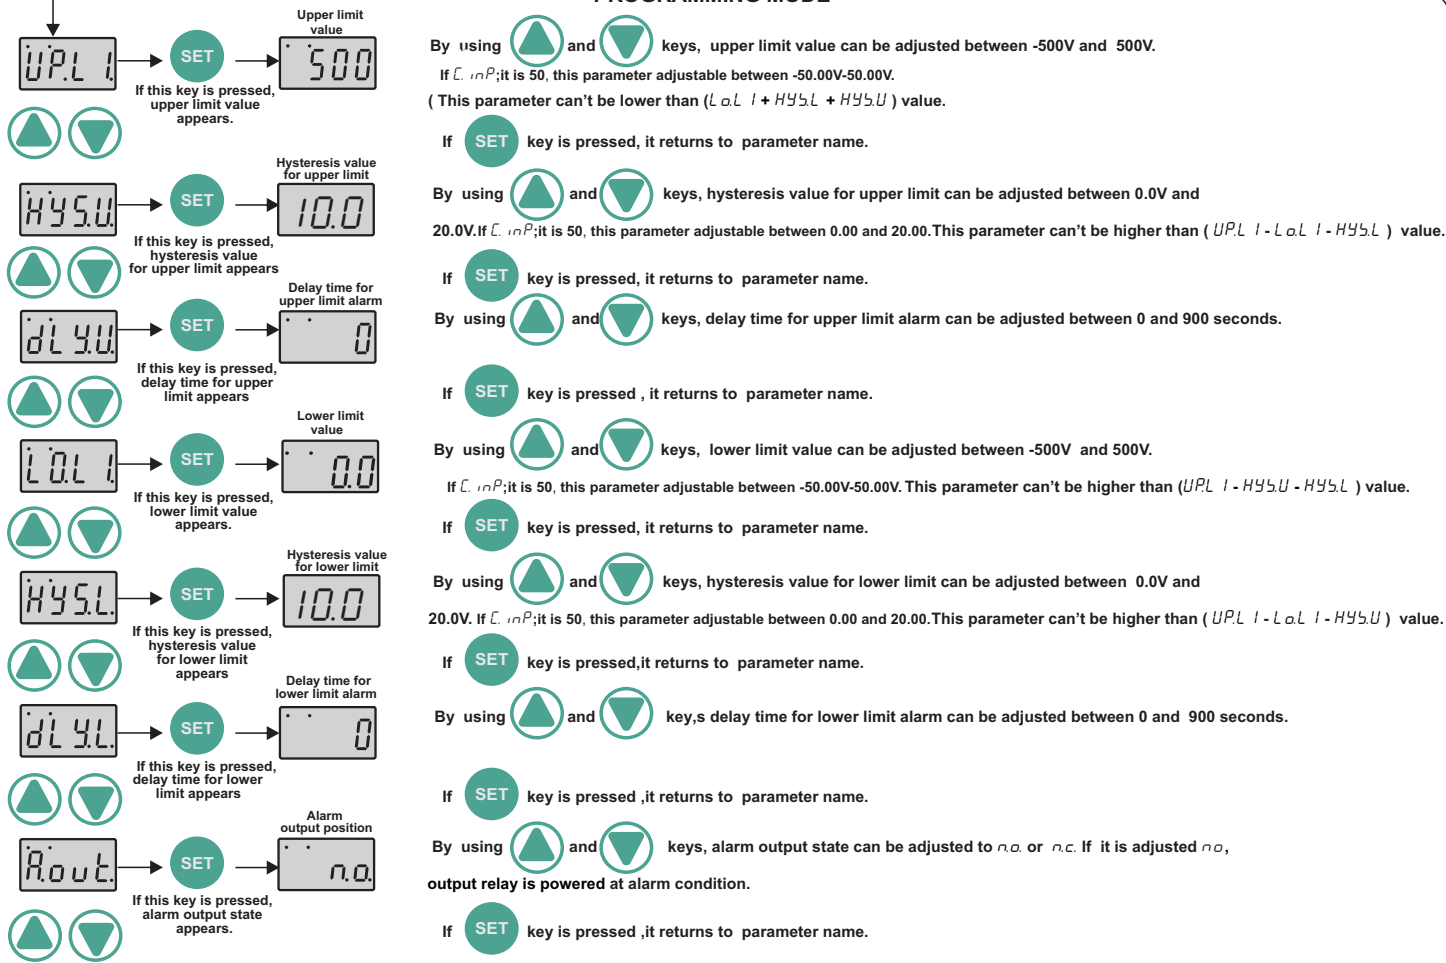 PROGRAMMING MODE
Upper limit
value
UP.L 1.
SET
500
If this key is pressed,
upper limit value
appears.
By using and keys, upper limit value can be adjusted between -500V and 500V.
If C. inP;it is 50, this parameter adjustable between -50.00V-50.00V.
( This parameter can't be lower than (Lo.L 1 + HYS.L + HYS.U ) value.
If SET key is pressed, it returns to parameter name.
Hysteresis value
for upper limit
HYS.U.
SET
10.0
If this key is pressed,
hysteresis value
for upper limit appears
By using and keys, hysteresis value for upper limit can be adjusted between 0.0V and
20.0V.If C. inP;it is 50, this parameter adjustable between 0.00 and 20.00.This parameter can't be higher than ( UP.L 1 - Lo.L 1 - HYS.L ) value.
If SET key is pressed, it returns to parameter name.
Delay time for
upper limit alarm
dLY.U.
SET
0
If this key is pressed,
delay time for upper
limit appears
By using and keys, delay time for upper limit alarm can be adjusted between 0 and 900 seconds.
If SET key is pressed , it returns to parameter name.
Lower limit
value
LO.L 1.
SET
0.0
If this key is pressed,
lower limit value
appears.
By using and keys, lower limit value can be adjusted between -500V and 500V.
If C. inP;it is 50, this parameter adjustable between -50.00V-50.00V. This parameter can't be higher than (UP.L 1 - HYS.U - HYS.L ) value.
If SET key is pressed, it returns to parameter name.
Hysteresis value
for lower limit
HYS.L.
SET
10.0
If this key is pressed,
hysteresis value
for lower limit
appears
By using and keys, hysteresis value for lower limit can be adjusted between 0.0V and
20.0V. If C. inP;it is 50, this parameter adjustable between 0.00 and 20.00.This parameter can't be higher than ( UP.L 1 - Lo.L 1 - HYS.U ) value.
If SET key is pressed,it returns to parameter name.
Delay time for
lower limit alarm
dLY.L.
SET
0
If this key is pressed,
delay time for lower
limit appears
By using and key,s delay time for lower limit alarm can be adjusted between 0 and 900 seconds.
If SET key is pressed ,it returns to parameter name.
Alarm
output position
A.out.
SET
n.o.
If this key is pressed,
alarm output state
appears.
By using and keys, alarm output state can be adjusted to n.o. or n.c. If it is adjusted no,
output relay is powered at alarm condition.
If SET key is pressed ,it returns to parameter name.